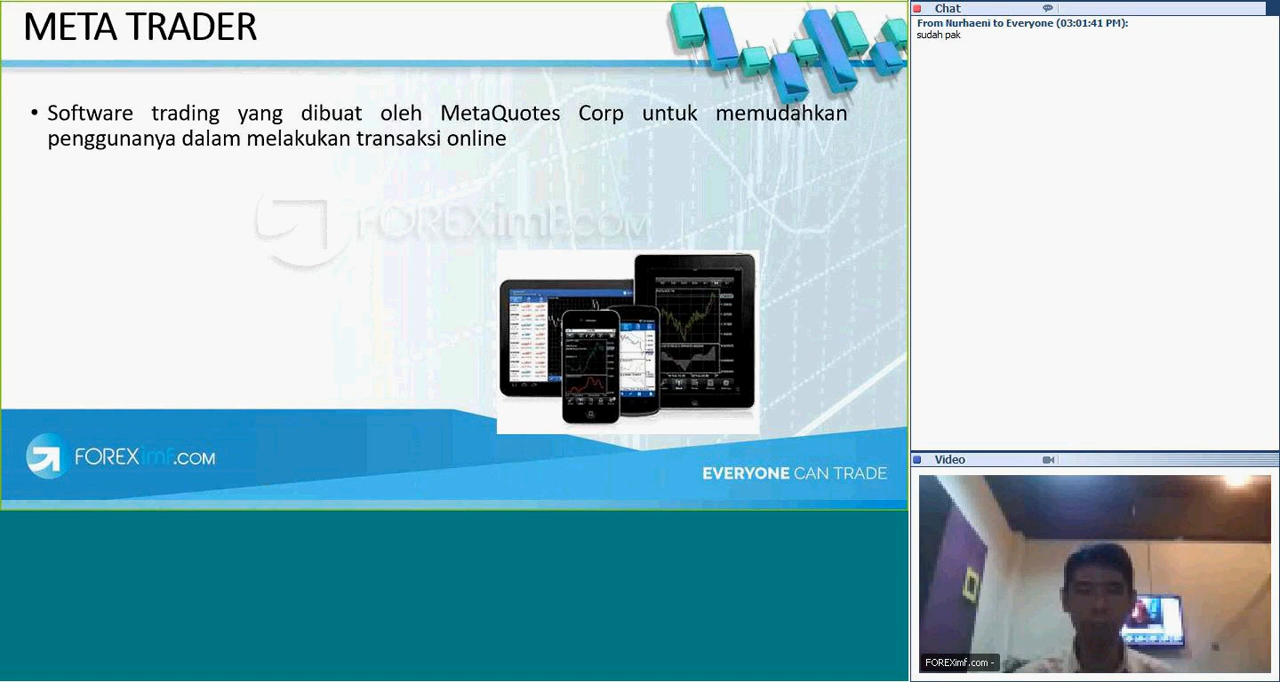 META TRADER
• Software trading yang dibuat oleh MetaQuotes Corp untuk memudahkan
penggunanya dalam melakukan transaksi online
FOREXimf.COM
FOREXimf.COM
EVERYONE CAN TRADE
Chat
From Nurhaeni to Everyone (03:01:41 PM):
sudah pak
Video
FOREXimf.com -